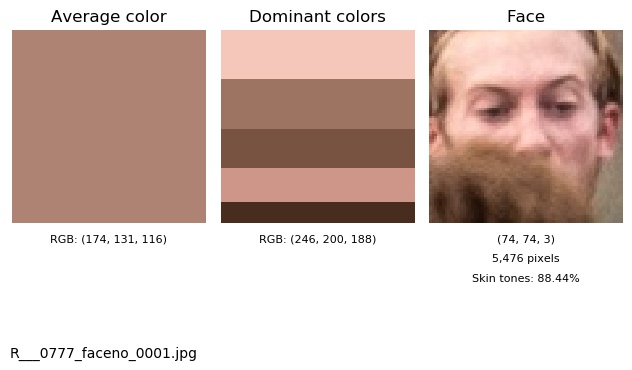 Average color
Dominant colors
Face
RGB: (174, 131, 116)
RGB: (246, 200, 188)
(74, 74, 3)
5,476 pixels
Skin tones: 88.44%
R___0777_faceno_0001.jpg